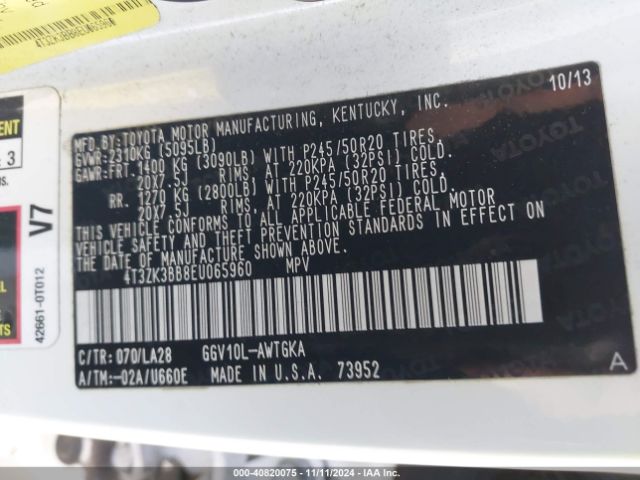 4T3ZK3BB8EU065960
10/13
MFD.BY:TOYOTA MOTOR MANUFACTURING, KENTUCKY, INC.
GVWR:2310KG (5095LB)
GAWR:FRT.1400 KG (3090LB) WITH P245/50R20 TIRES,
20X7.5J RIMS, AT 220KPA (32PSI) COLD.
RR. 1270 KG (2800LB) WITH P245/50R20 TIRES,
20X7.5J RIMS, AT 220KPA (32PSI) COLD.
THIS VEHICLE CONFORMS TO ALL APPLICABLE FEDERAL MOTOR
VEHICLE SAFETY AND THEFT PREVENTION STANDARDS IN EFFECT ON
THE DATE OF MANUFACTURE SHOWN ABOVE.
4T3ZK3BB8EU065960 MPV
C/TR: 070/LA28 GGV10L-AWTGKA
A/TM:-02A/U660E MADE IN U.S.A. 73952
A
3
V7
42661-0T012
000-40820075 - 11/11/2024 - IAAI.COM